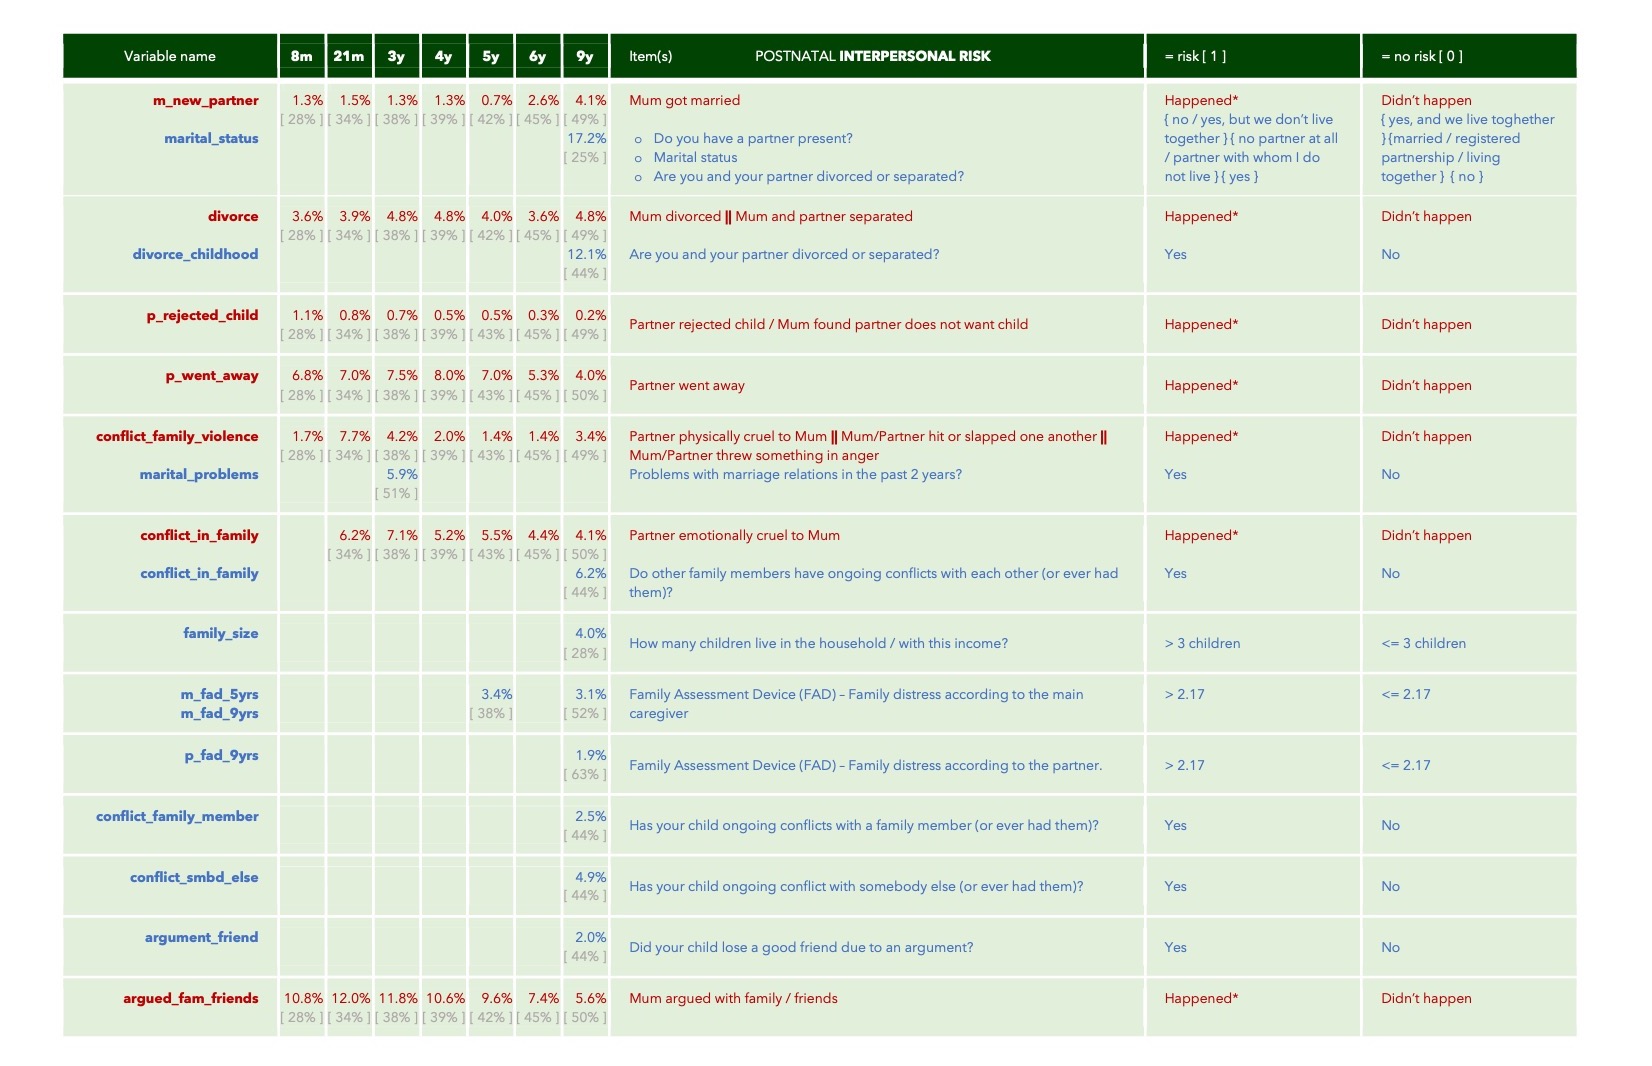 Variable name 8m 21m 3y 4y 5y 6y 9y Item(s) POSTNATAL INTERPERSONAL RISK = risk [ 1 ] = no risk [ 0 ]
m_new_partner 1.3% 1.5% 1.3% 1.3% 0.7% 2.6% 4.1% Mum got married Happened* Didn’t happen
[ 28% ] [ 34% ] [ 38% ] [ 39% ] [ 42% ] [ 45% ] [ 49% ] { no / yes, but we don’t live { yes, and we live toghether
marital_status 17.2% o Do you have a partner present? together } { no partner at all }{married / registered
[ 25% ] o Marital status / partner with whom I do partnership / living
o Are you and your partner divorced or separated? not live } { yes } together } { no }
divorce 3.6% 3.9% 4.8% 4.8% 4.0% 3.6% 4.8% Mum divorced || Mum and partner separated Happened* Didn’t happen
[ 28% ] [ 34% ] [ 38% ] [ 39% ] [ 42% ] [ 45% ] [ 49% ]
divorce_childhood 12.1% Are you and your partner divorced or separated? Yes No
[ 44% ]
p_rejected_child 1.1% 0.8% 0.7% 0.5% 0.5% 0.3% 0.2%
Partner rejected child / Mum found partner does not want child Happened* Didn’t happen
[ 28% ] [ 34% ] [ 38% ] [ 39% ] [ 43% ] [ 45% ] [ 49% ]
p_went_away 6.8% 7.0% 7.5% 8.0% 7.0% 5.3% 4.0%
Partner went away Happened* Didn’t happen
[ 28% ] [ 34% ] [ 38% ] [ 39% ] [ 43% ] [ 45% ] [ 50% ]
conflict_family_violence 1.7% 7.7% 4.2% 2.0% 1.4% 1.4% 3.4% Partner physically cruel to Mum || Mum/Partner hit or slapped one another || Happened* Didn’t happen
[ 28% ] [ 34% ] [ 38% ] [ 39% ] [ 43% ] [ 45% ] [ 49% ] Mum/Partner threw something in anger
marital_problems 5.9% Problems with marriage relations in the past 2 years? Yes No
[ 51% ]
conflict_in_family 6.2% 7.1% 5.2% 5.5% 4.4% 4.1% Partner emotionally cruel to Mum Happened* Didn’t happen
[ 34% ] [ 38% ] [ 39% ] [ 43% ] [ 45% ] [ 50% ]
conflict_in_family 6.2% Do other family members have ongoing conflicts with each other (or ever had Yes No
[ 44% ] them)?
family_size 4.0%
How many children live in the household / with this income? > 3 children <= 3 children
[ 28% ]
m_fad_5yrs 3.4% 3.1% Family Assessment Device (FAD) – Family distress according to the main > 2.17 <= 2.17
m_fad_9yrs [ 38% ] [ 52% ] caregiver
p_fad_9yrs 1.9%
Family Assessment Device (FAD) – Family distress according to the partner. > 2.17 <= 2.17
[ 63% ]
conflict_family_member 2.5%
Has your child ongoing conflicts with a family member (or ever had them)? Yes No
[ 44% ]
conflict_smbd_else 4.9%
Has your child ongoing conflict with somebody else (or ever had them)? Yes No
[ 44% ]
argument_friend 2.0%
Did your child lose a good friend due to an argument? Yes No
[ 44% ]
argued_fam_friends 10.8% 12.0% 11.8% 10.6% 9.6% 7.4% 5.6% Mum argued with family / friends Happened* Didn’t happen
[ 28% ] [ 34% ] [ 38% ] [ 39% ] [ 42% ] [ 45% ] [ 50% ]